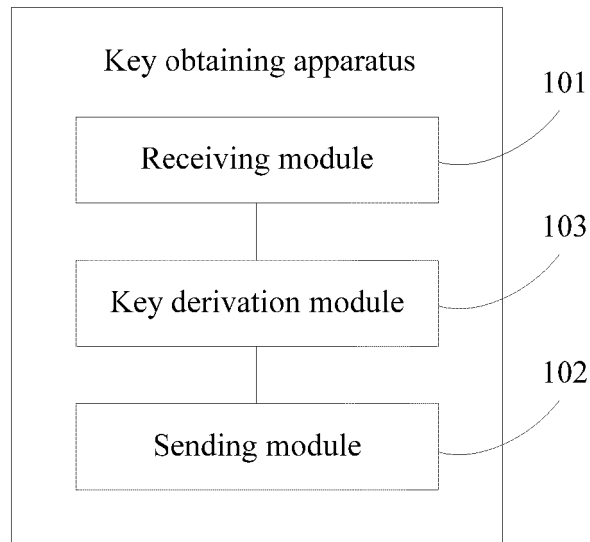 Key obtaining apparatus
101
Receiving module
103
Key derivation module
102
Sending module